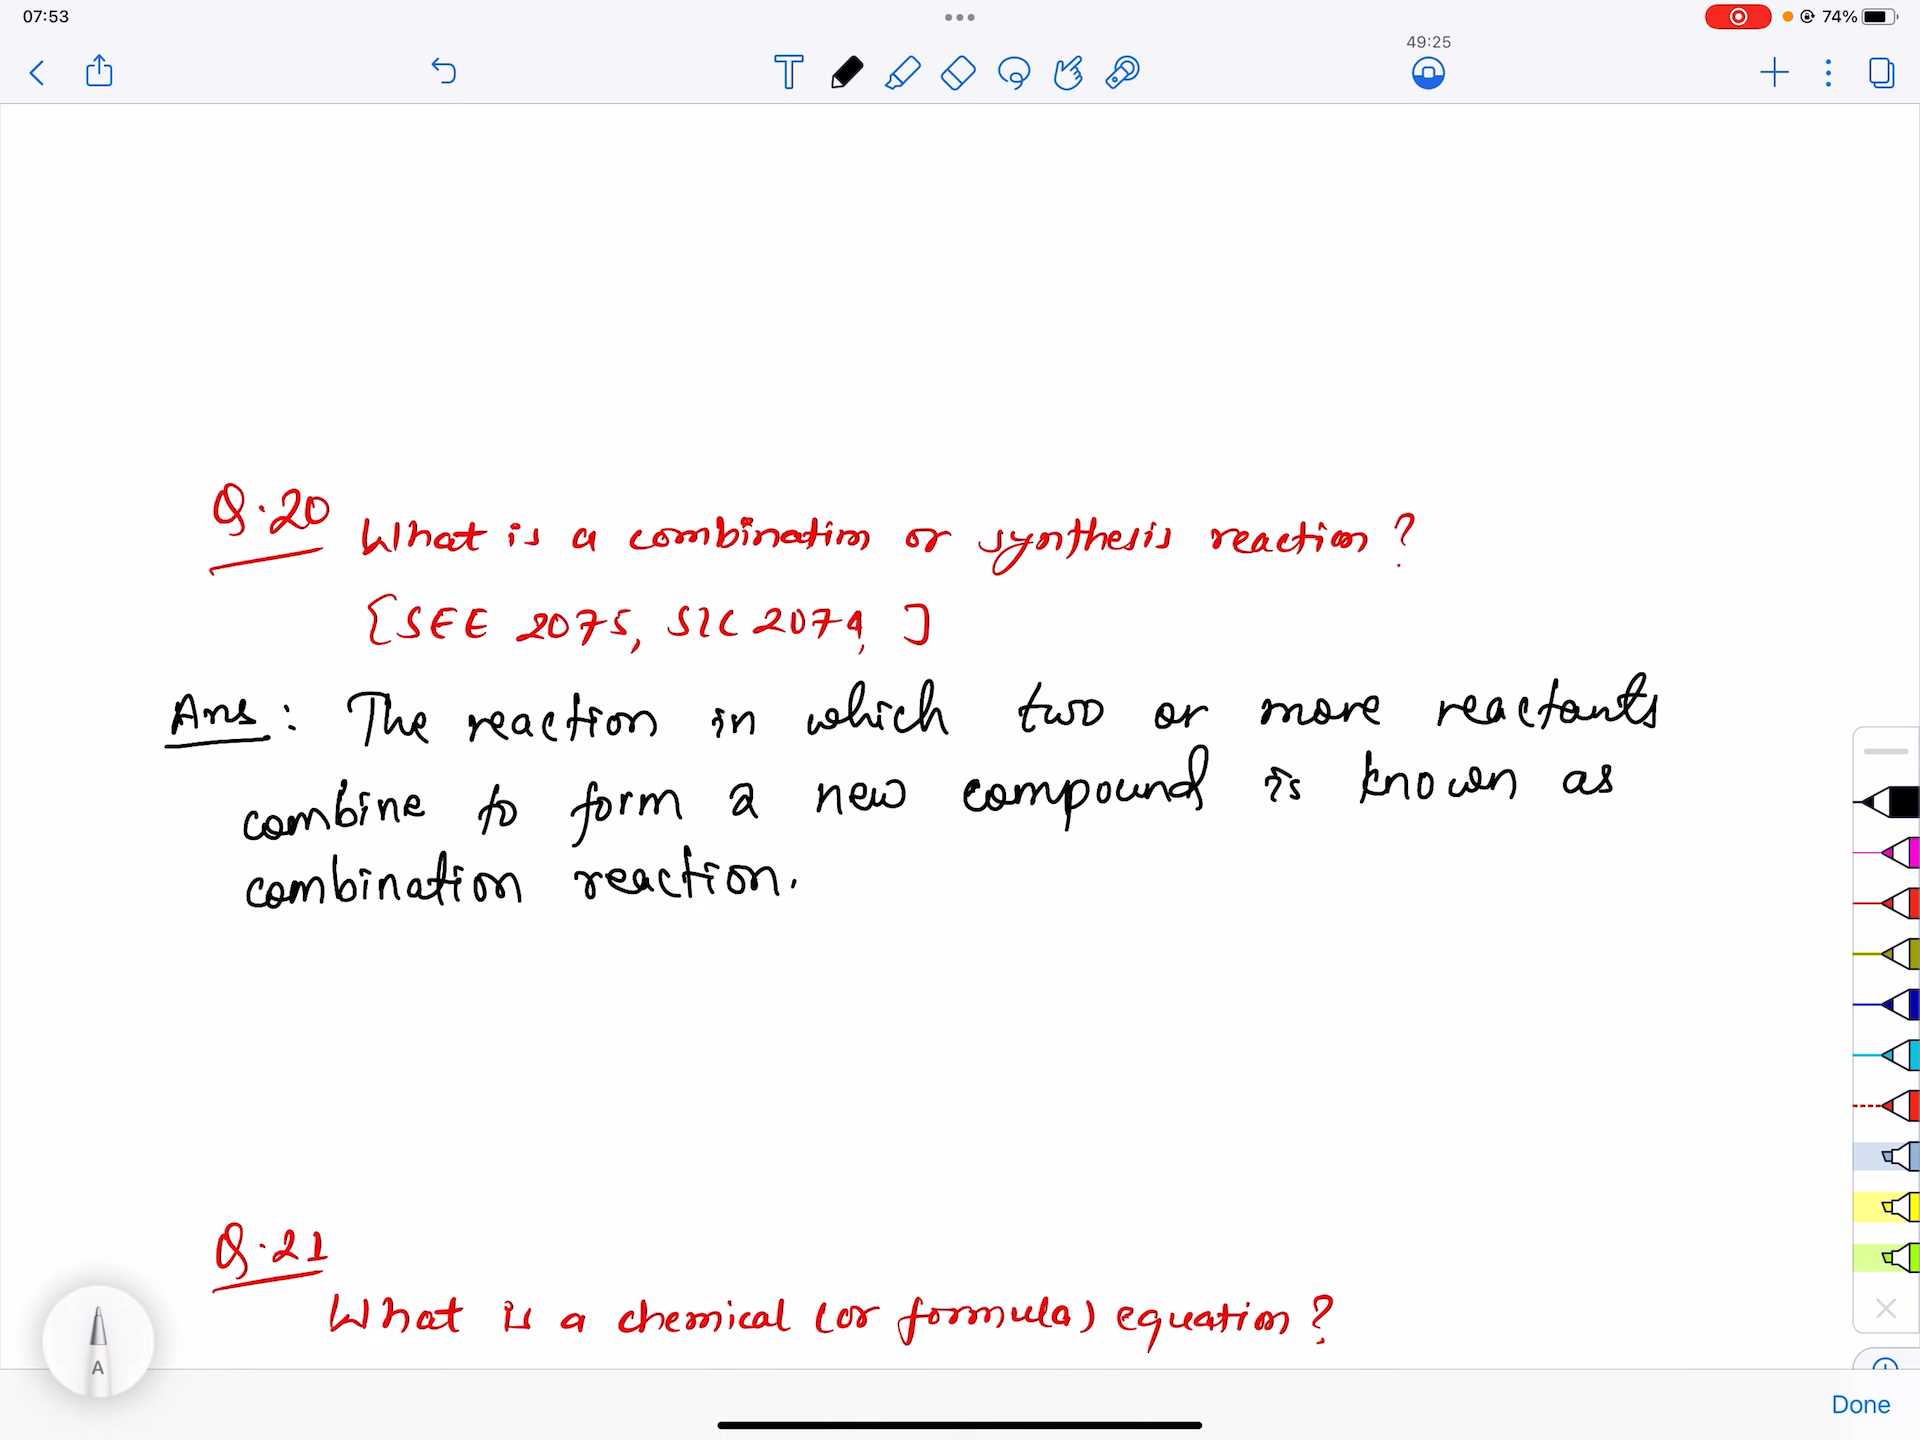 07:53
74%
49:25
T
Q.20 What is a combination or synthesis reaction?
[SEE 2075, SLC 2074, ]
Ans: The reaction in which two or more reactants
combine to form a new compound is known as
combination reaction.
Q.21
What is a chemical (or formula) equation?
A
Done